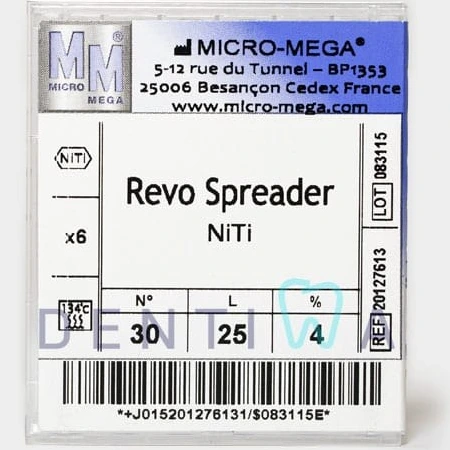 MM
MICRO
MEGA
MICRO-MEGA®
5-12 rue du Tunnel – BP1353
25006 Besançon Cedex France
www.micro-mega.com
NiTi
x6
134°C
Revo Spreader
NiTi
N° L %
30 25 4
LOT 083115
REF 20127613
DENTIWA
*+J015201276131/$083115E*